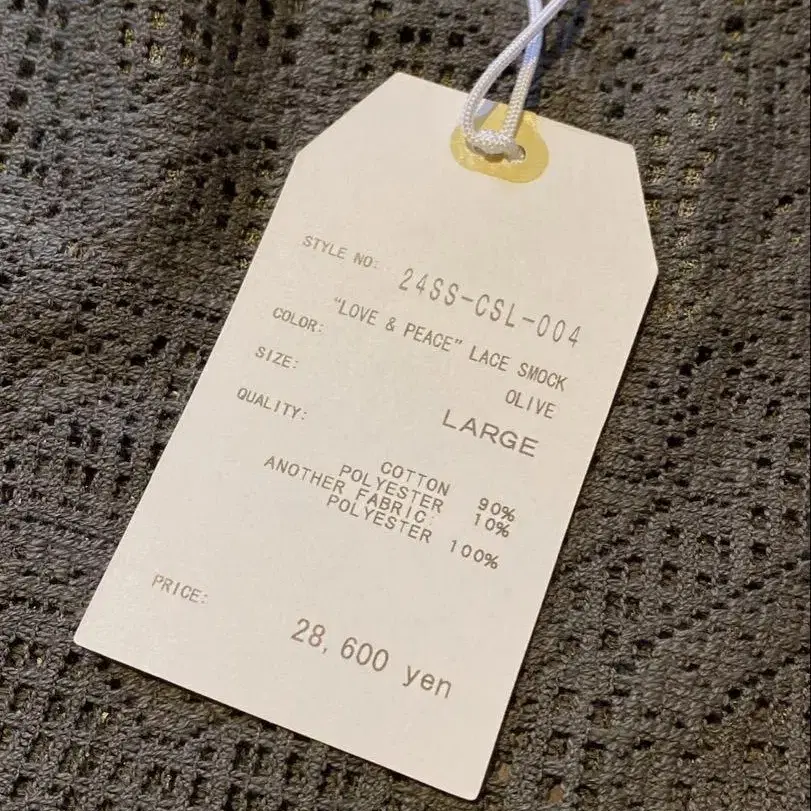 STYLE NO: 24SS-CSL-004
"LOVE & PEACE" LACE SMOCK
COLOR: OLIVE
SIZE: LARGE
QUALITY:
COTTON 90%
POLYESTER 10%
ANOTHER FABRIC:
POLYESTER 100%
PRICE: 28,600 yen